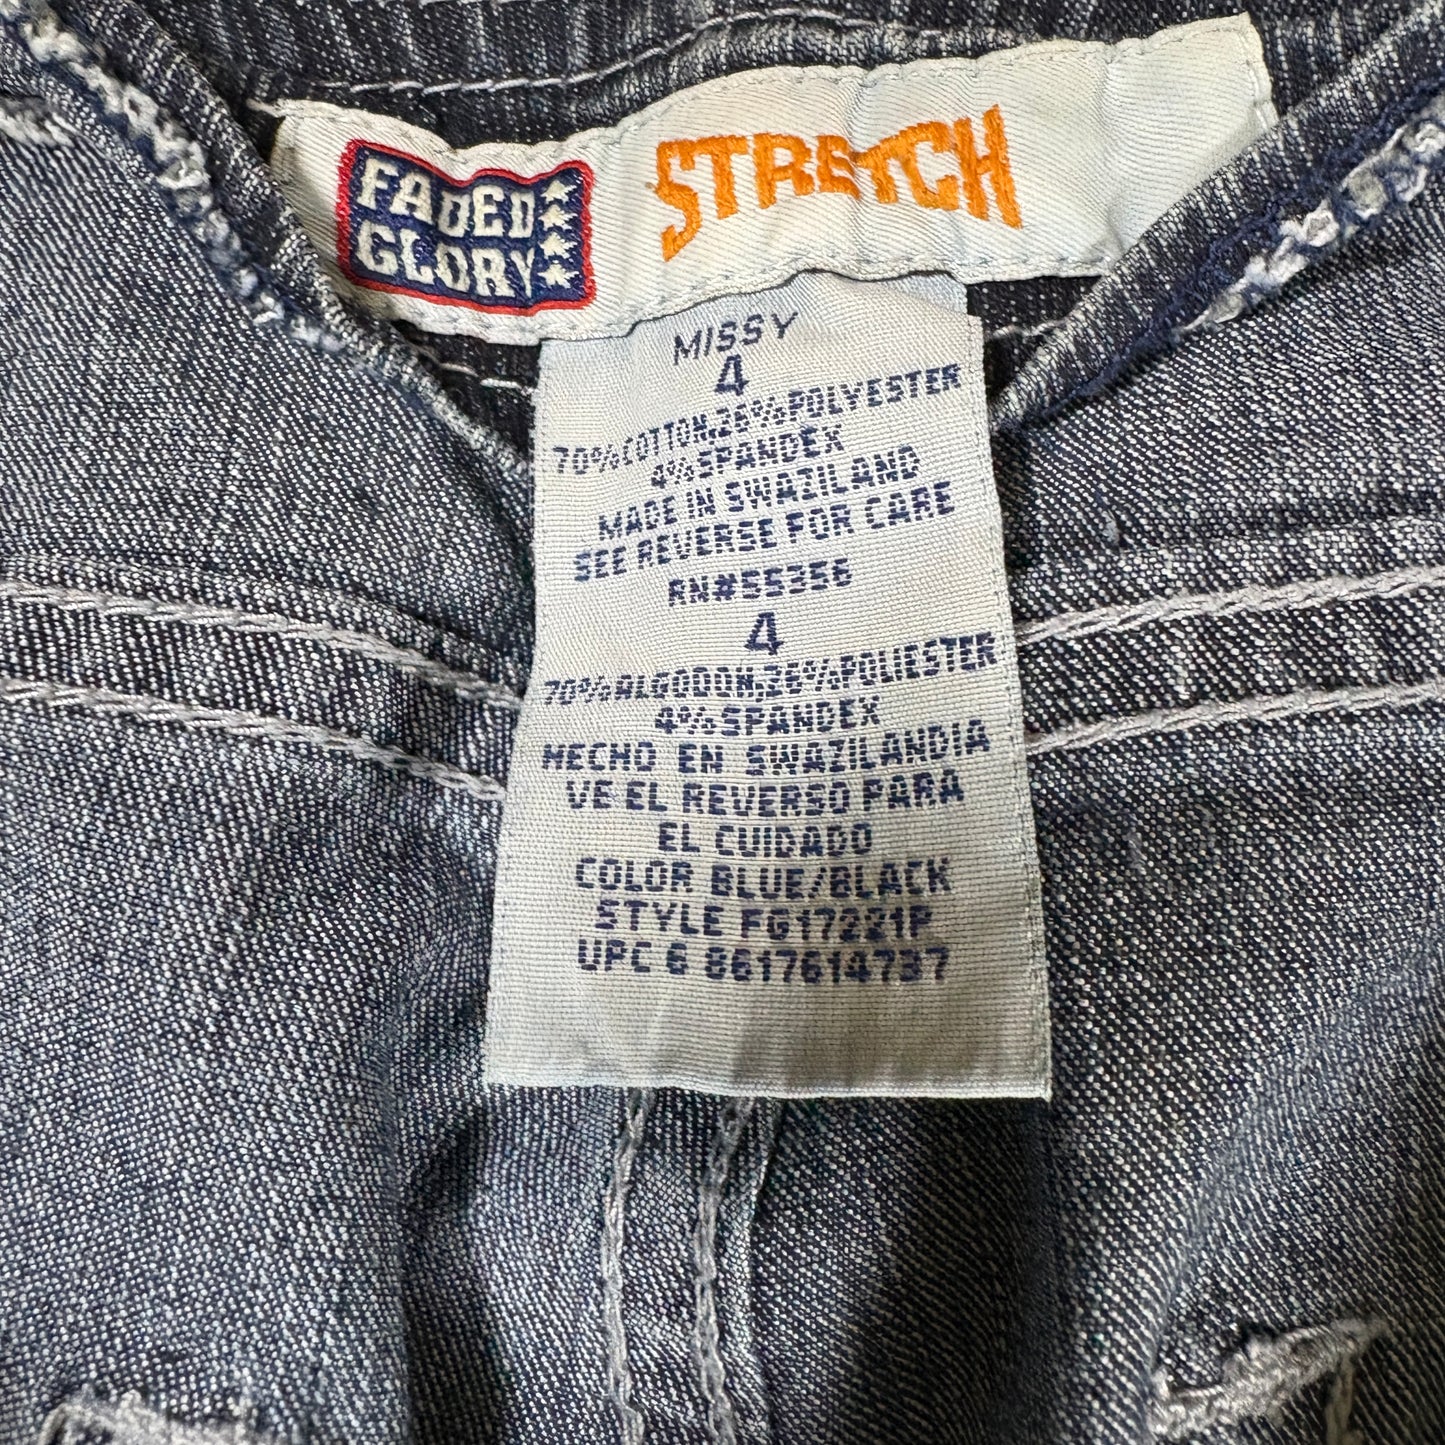 FADED
GLORY
STRETCH
MISSY
4
70%COTTON,26%POLYESTER
4%SPANDEX
MADE IN SWAZILAND
SEE REVERSE FOR CARE
RN#55356
4
70%ALGODON,26%POLIESTER
4%SPANDEX
HECHO EN SWAZILANDIA
VE EL REVERSO PARA
EL CUIDADO
COLOR BLUE/BLACK
STYLE FG17221P
UPC 6 8617614737